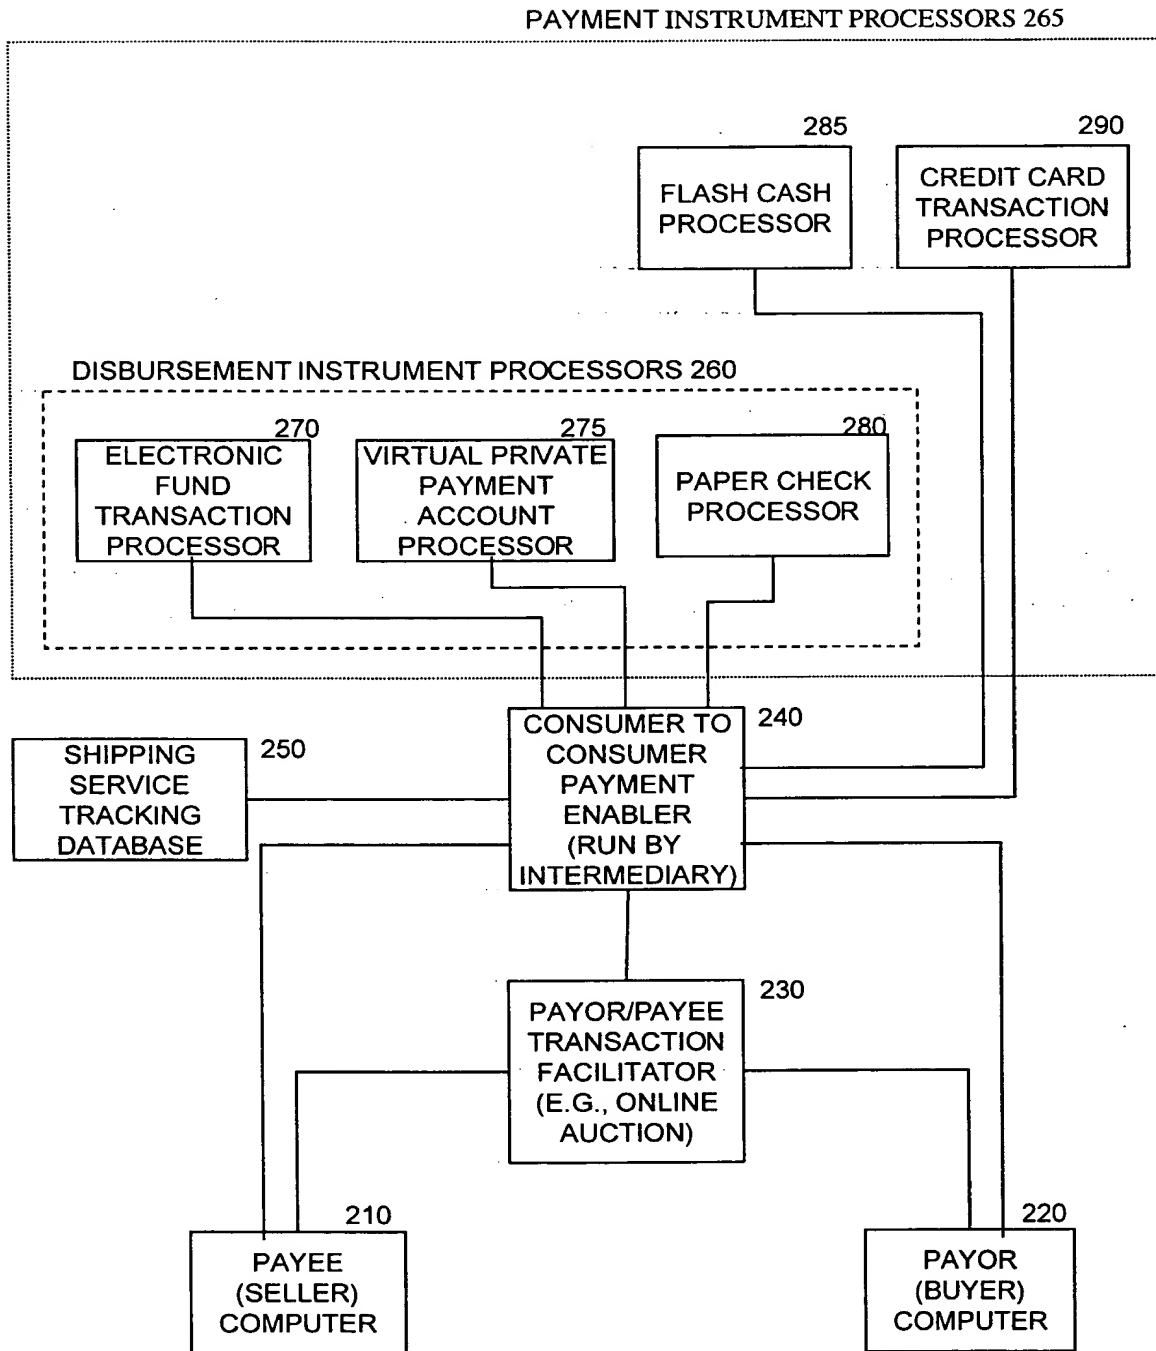 PAYMENT INSTRUMENT PROCESSORS 265
285
FLASH CASH
PROCESSOR
290
CREDIT CARD
TRANSACTION
PROCESSOR
DISBURSEMENT INSTRUMENT PROCESSORS 260
270
ELECTRONIC
FUND
TRANSACTION
PROCESSOR
275
VIRTUAL PRIVATE
PAYMENT
ACCOUNT
PROCESSOR
280
PAPER CHECK
PROCESSOR
240
CONSUMER TO
CONSUMER
PAYMENT
ENABLER
(RUN BY
INTERMEDIARY)
250
SHIPPING
SERVICE
TRACKING
DATABASE
230
PAYOR/PAYEE
TRANSACTION
FACILITATOR
(E.G., ONLINE
AUCTION)
210
PAYEE
(SELLER)
COMPUTER
220
PAYOR
(BUYER)
COMPUTER